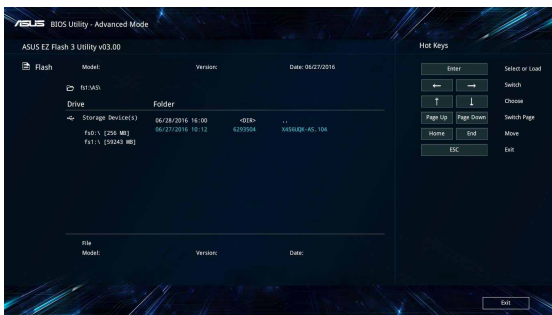 ASUS BIOS Utility - Advanced Mode
ASUS EZ Flash 3 Utility v03.00
Flash
Model: Version: Date: 06/27/2016
fs1:\AS\
Drive Folder
Storage Device(s)
fs0:\ [256 MB]
fs1:\ [59243 MB]
06/28/2016 16:00 <DIR> ..
06/27/2016 10:12 6293504 X456UQK-AS.104
File
Model: Version: Date:
Hot Keys
Enter Select or Load
← → Switch
↑ ↓ Choose
Page Up Page Down Switch Page
Home End Move
ESC Exit
Exit